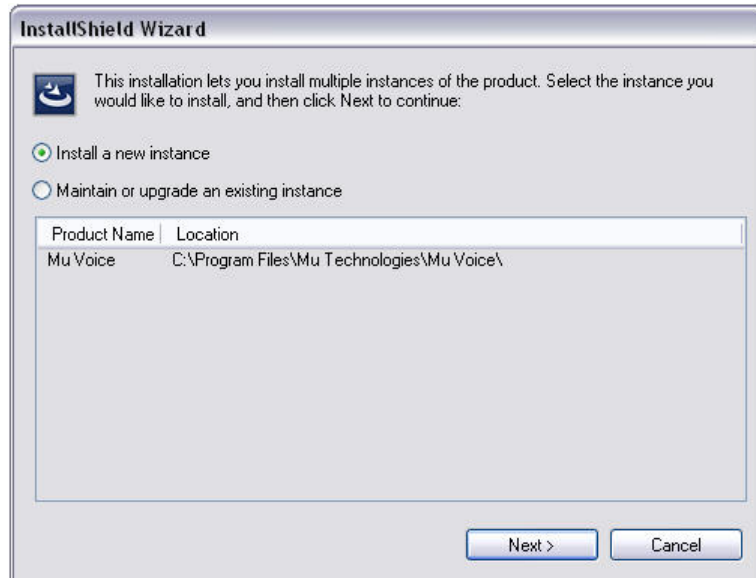 InstallShield Wizard
This installation lets you install multiple instances of the product. Select the instance you
would like to install, and then click Next to continue:
Install a new instance
Maintain or upgrade an existing instance
Product Name Location
Mu Voice C:\Program Files\Mu Technologies\Mu Voice\
Next > Cancel